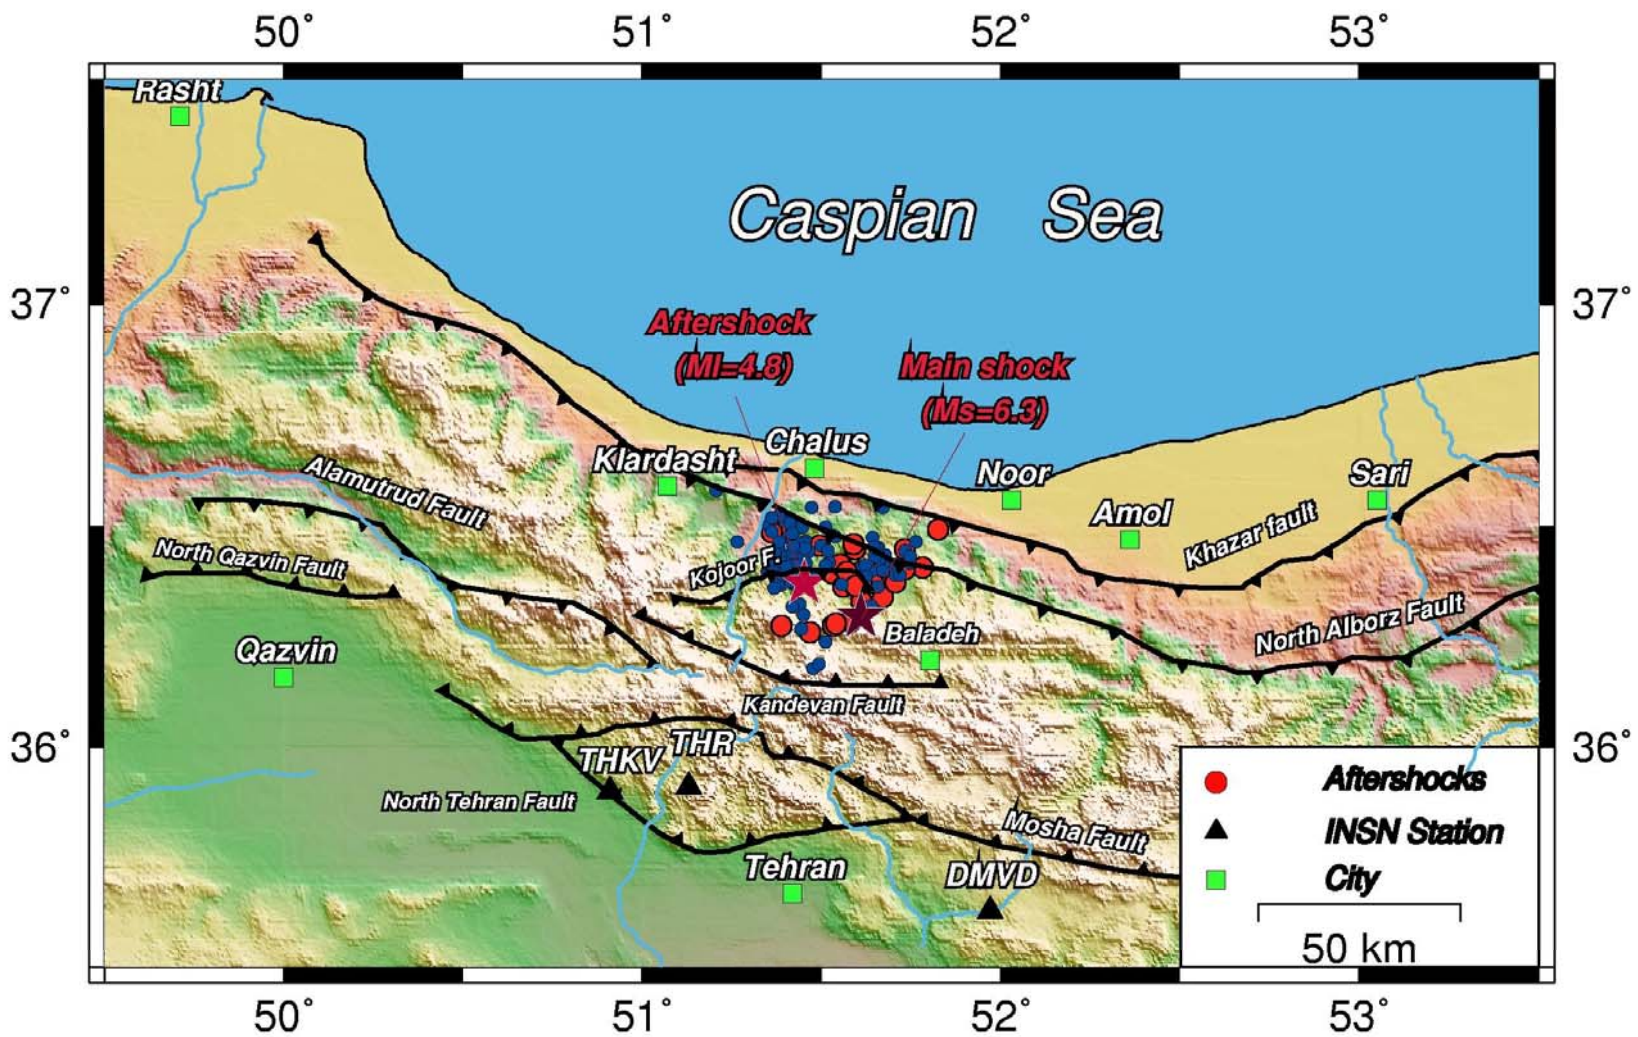 50° 51° 52° 53°
Rasht
Caspian Sea
37° 37°
Aftershock
(Ml=4.8)
Main shock
(Ms=6.3)
Chalus
Klardasht
Noor
Sari
Amol
Alamutrud Fault
Khazar fault
North Qazvin Fault
Kojoor F.
North Alborz Fault
Baladeh
Qazvin
Kandevan Fault
36° 36°
THKV
THR
North Tehran Fault
Mosha Fault
Tehran
DMVD
Aftershocks
INSN Station
City
50 km
50° 51° 52° 53°